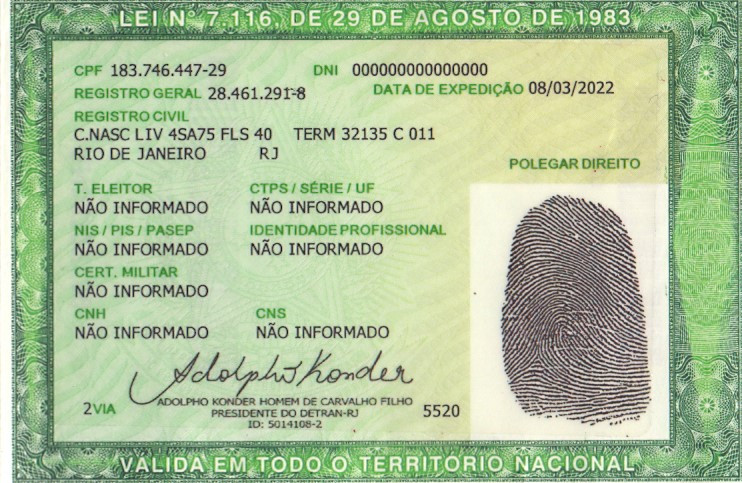 LEI Nº 7.116, DE 29 DE AGOSTO DE 1983
CPF 183.746.447-29 DNI 000000000000000
REGISTRO GERAL 28.461.291-8 DATA DE EXPEDIÇÃO 08/03/2022
REGISTRO CIVIL
C.NASC LIV 4SA75 FLS 40 TERM 32135 C 011
RIO DE JANEIRO RJ
POLEGAR DIREITO
T. ELEITOR CTPS / SÉRIE / UF
NÃO INFORMADO NÃO INFORMADO
NIS / PIS / PASEP IDENTIDADE PROFISSIONAL
NÃO INFORMADO NÃO INFORMADO
CERT. MILITAR
NÃO INFORMADO
CNH CNS
NÃO INFORMADO NÃO INFORMADO
Adolpho Konder
2 VIA ADOLPHO KONDER HOMEM DE CARVALHO FILHO 5520
PRESIDENTE DO DETRAN-RJ
ID: 5014108-2
VÁLIDA EM TODO O TERRITÓRIO NACIONAL